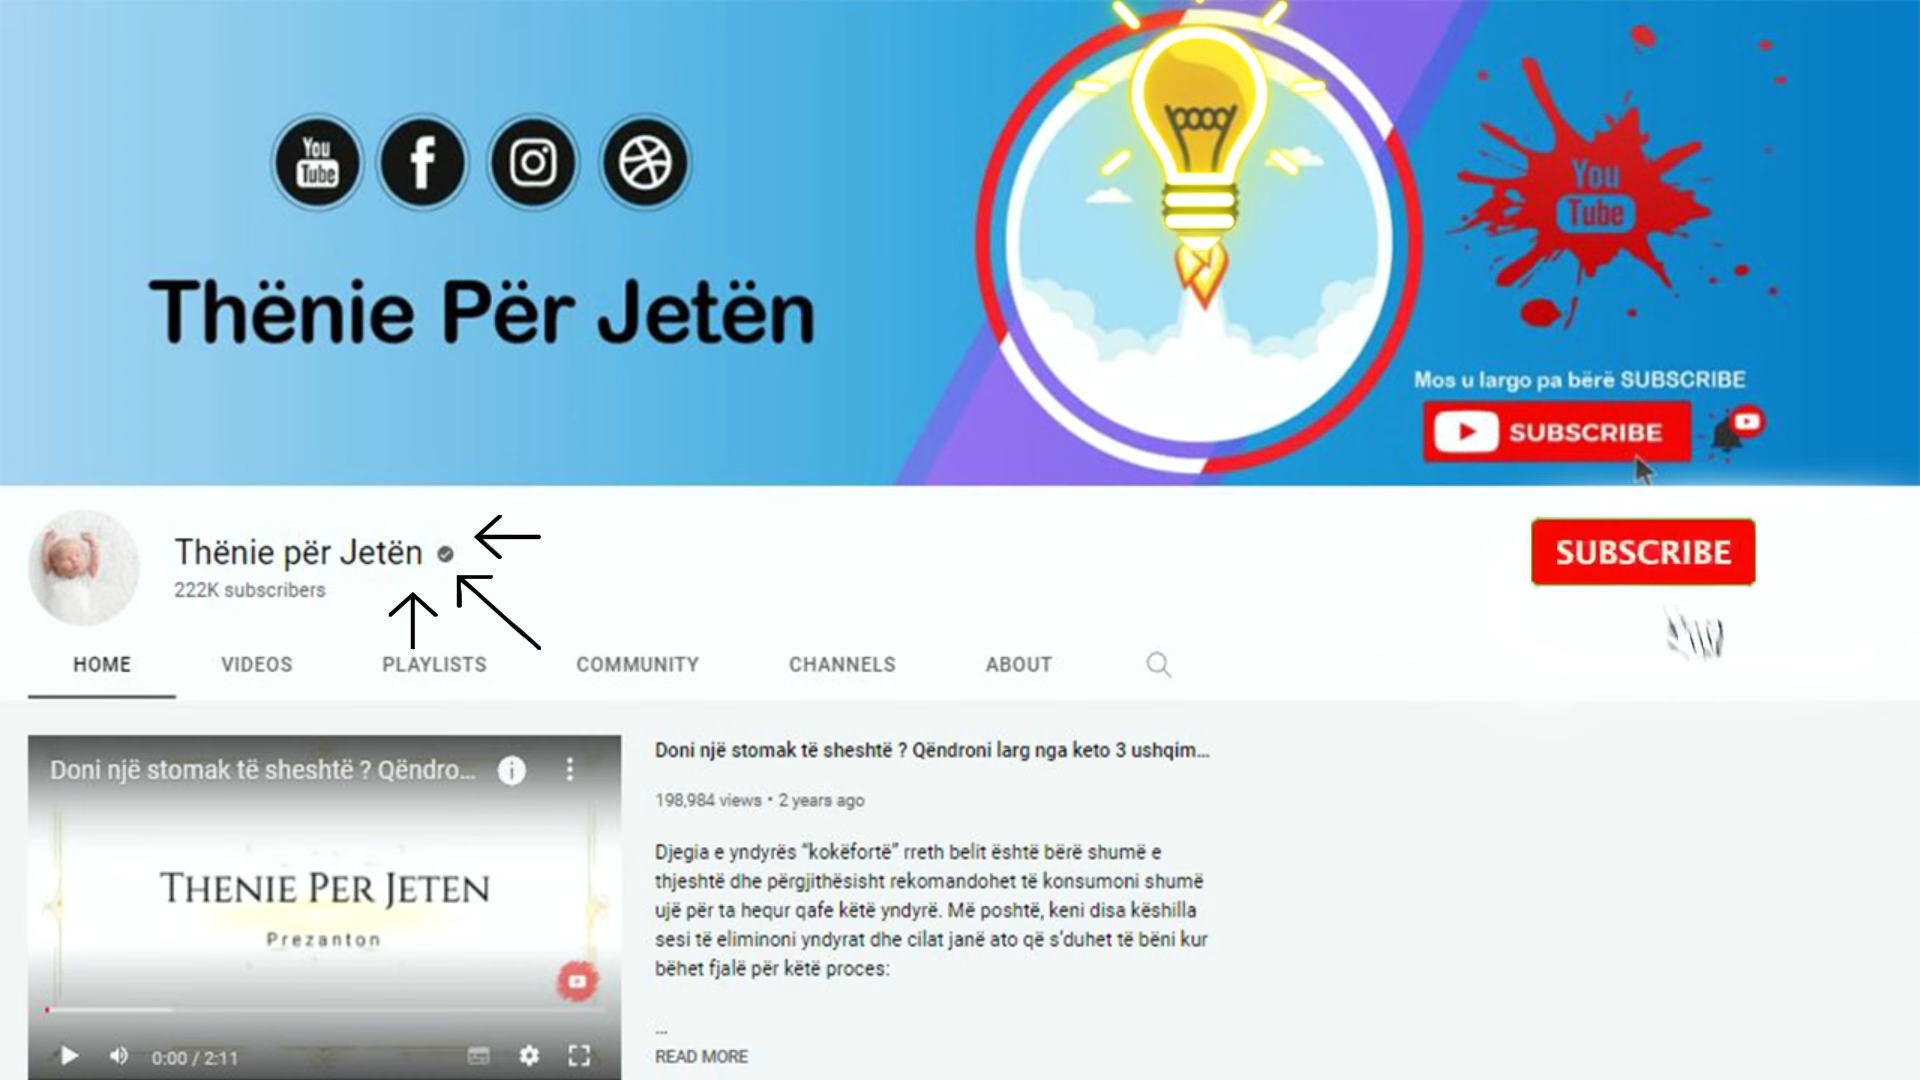 You
Tube
Thënie Për Jetën
You
Tube
Mos u largo pa bërë SUBSCRIBE
SUBSCRIBE
Thënie për Jetën
222K subscribers
SUBSCRIBE
HOME VIDEOS PLAYLISTS COMMUNITY CHANNELS ABOUT
Doni një stomak të sheshtë ? Qëndro...
THENIE PER JETEN
Prezanton
0:00 / 2:11
Doni një stomak të sheshtë ? Qëndroni larg nga keto 3 ushqim...
198,984 views • 2 years ago
Djegia e yndyrës “kokëfortë” rreth belit është bërë shumë e
thjeshtë dhe përgjithësisht rekomandohet të konsumoni shumë
ujë për ta hequr qafe këtë yndyrë. Më poshtë, keni disa këshilla
sesi të eliminoni yndyrat dhe cilat janë ato që s'duhet të bëni kur
bëhet fjalë për këtë proces:
...
READ MORE